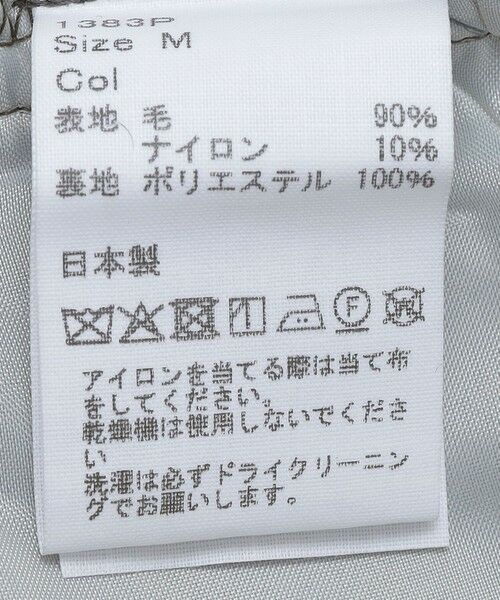 1383P
Size M
Col
表地 毛 90%
ナイロン 10%
裏地 ポリエステル 100%
日本製
アイロンを当てる際は当て布
をしてください。
乾燥機は使用しないでくださ
い
洗濯は必ずドライクリーニン
グでお願いします。